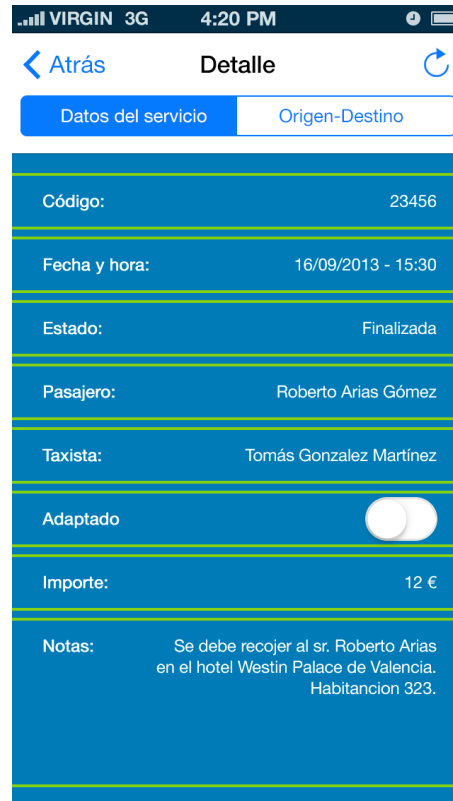 VIRGIN 3G 4:20 PM
Atrás Detalle
Datos del servicio Origen-Destino
Código: 23456
Fecha y hora: 16/09/2013 - 15:30
Estado: Finalizada
Pasajero: Roberto Arias Gómez
Taxista: Tomás Gonzalez Martínez
Adaptado
Importe: 12 €
Notas: Se debe recojer al sr. Roberto Arias
en el hotel Westin Palace de Valencia.
Habitancion 323.